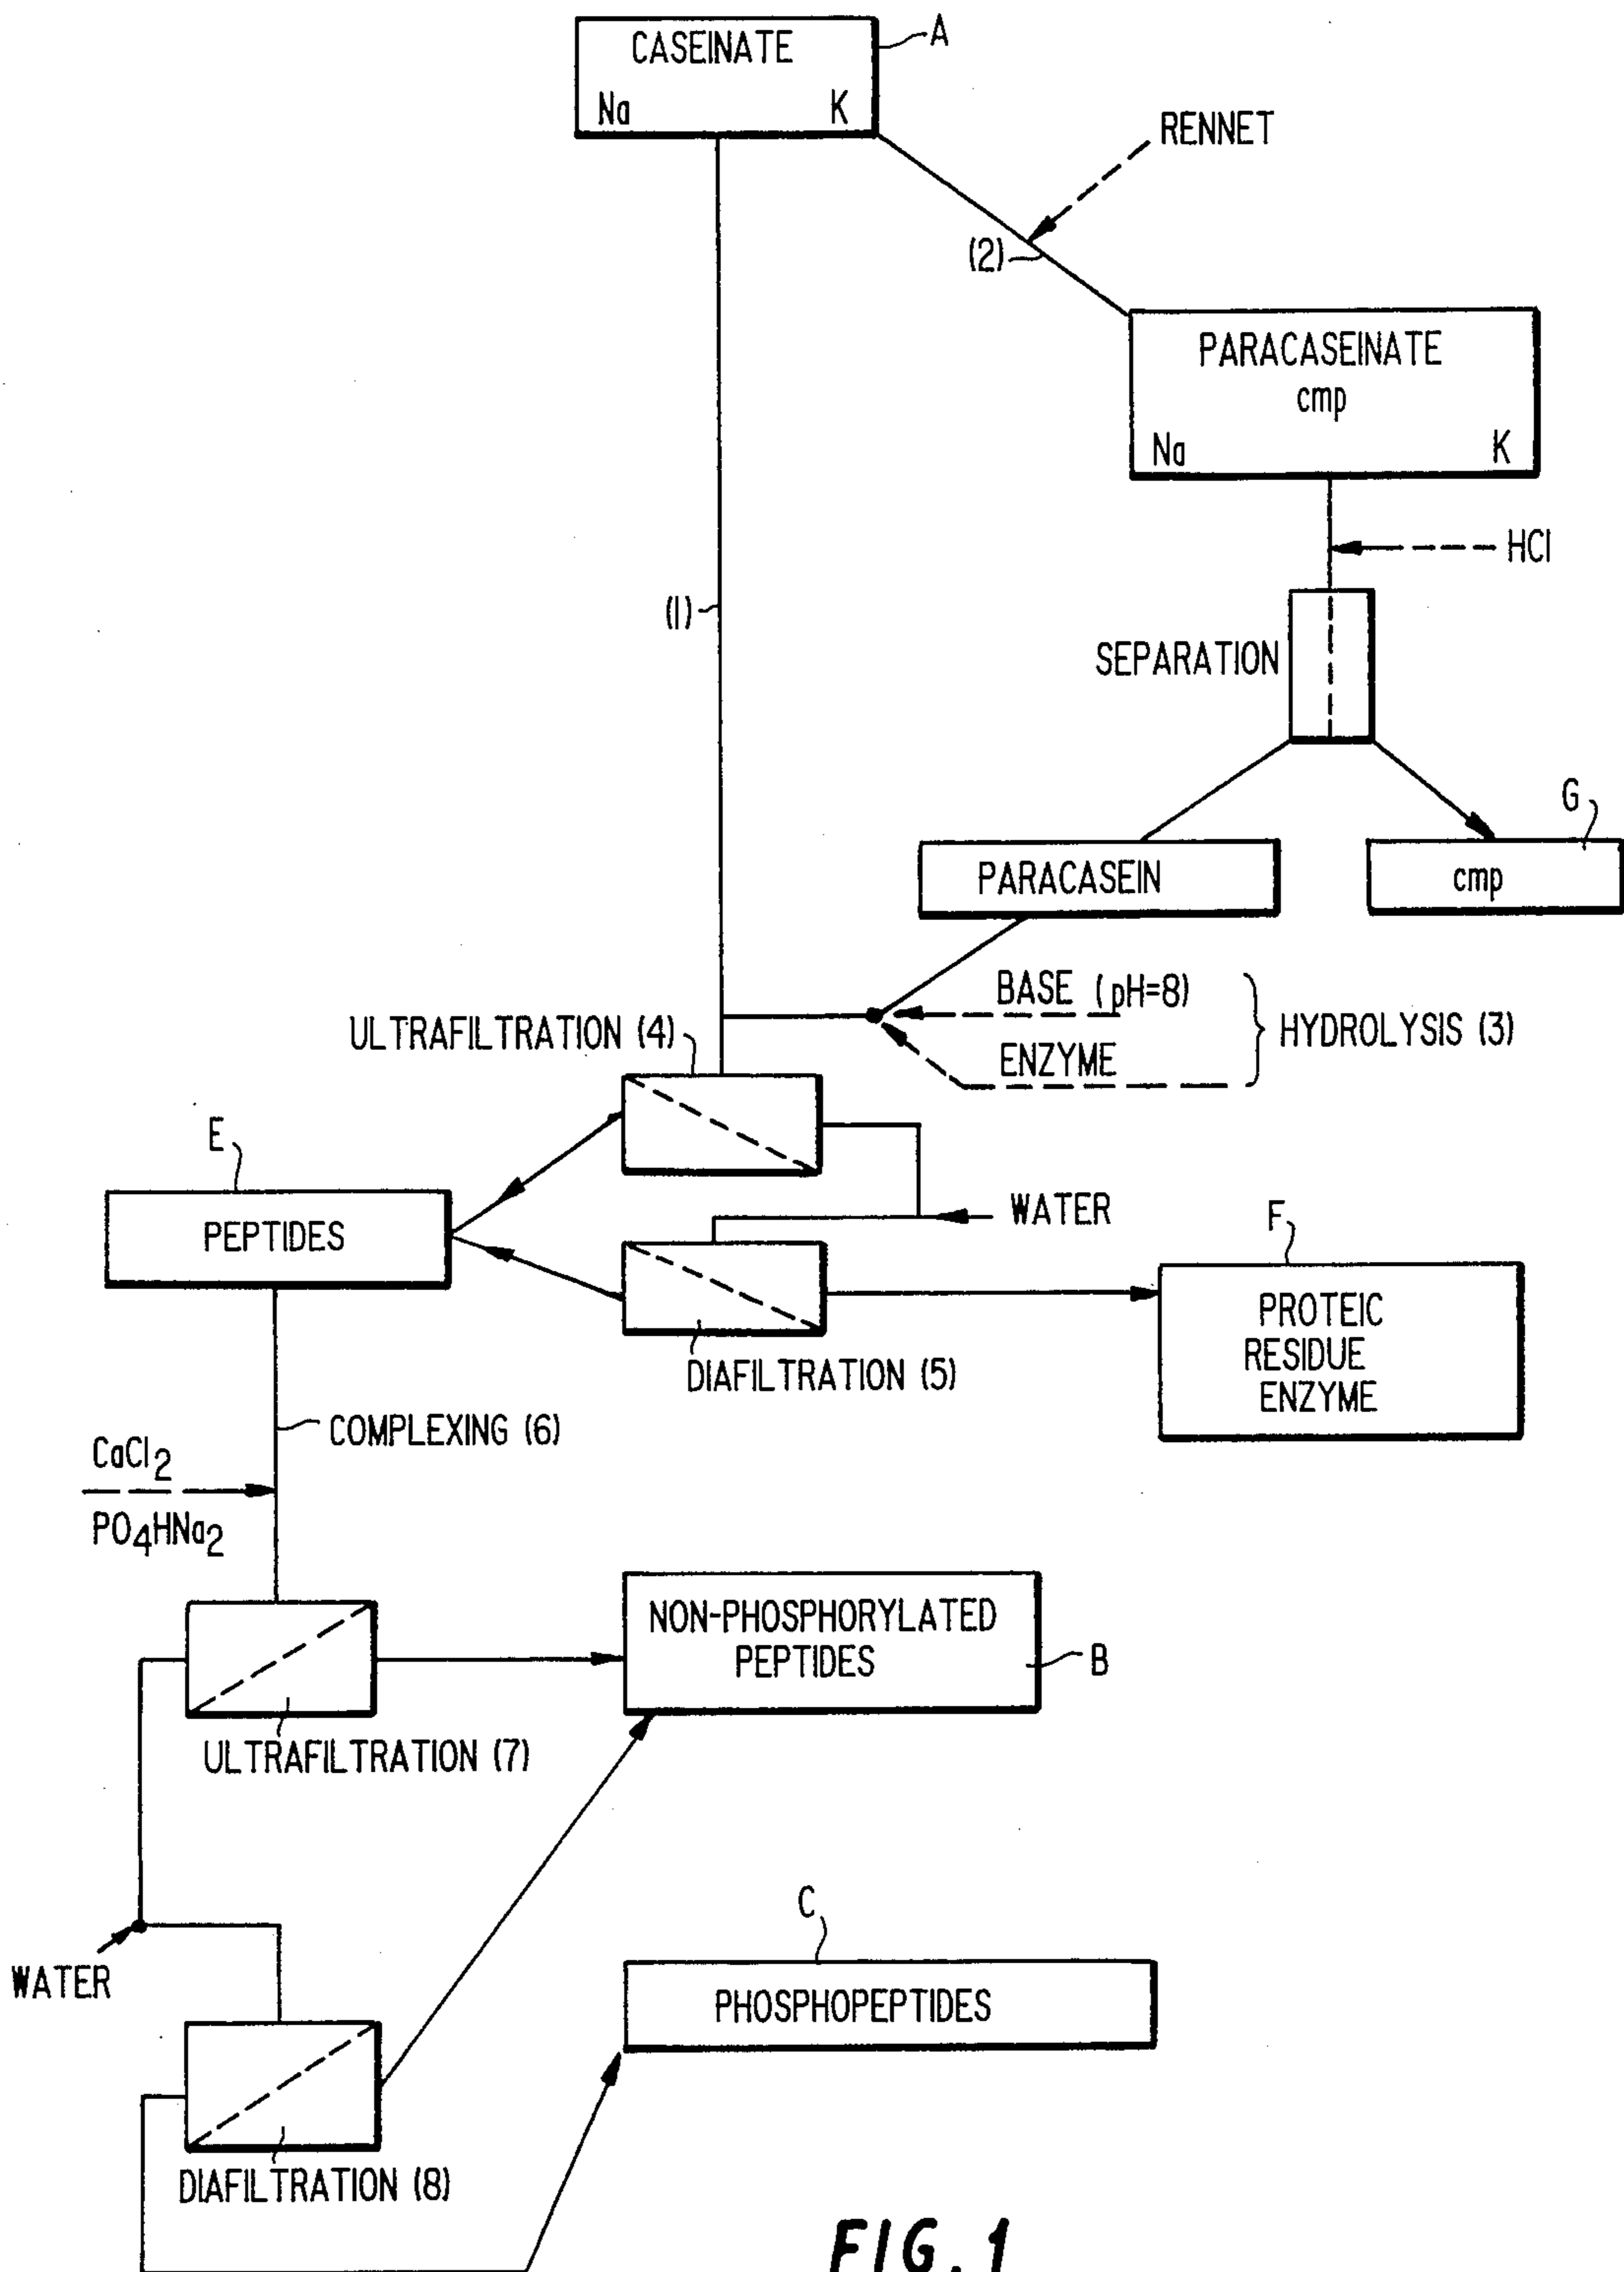 CASEINATE
A
Na K
RENNET
(2)
PARACASEINATE
cmp
Na K
HCl
(1)
SEPARATION
G
PARACASEIN
cmp
BASE (pH=8)
ULTRAFILTRATION (4)
HYDROLYSIS (3)
ENZYME
E
PEPTIDES
WATER
F
PROTEIC
RESIDUE
ENZYME
DIAFILTRATION (5)
COMPLEXING (6)
CaCl2
PO4HNa2
NON-PHOSPHORYLATED
PEPTIDES
B
ULTRAFILTRATION (7)
C
WATER
PHOSPHOPEPTIDES
DIAFILTRATION (8)
FIG. 1